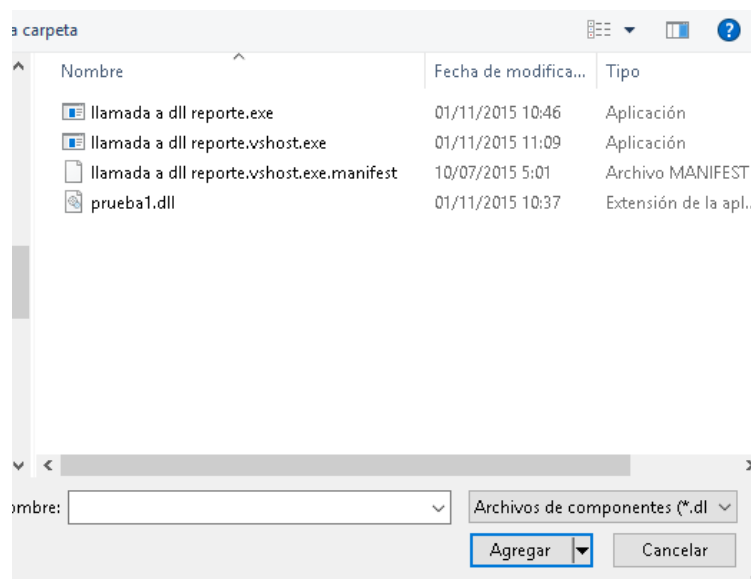 a carpeta
Nombre Fecha de modifica... Tipo
llamada a dll reporte.exe 01/11/2015 10:46 Aplicación
llamada a dll reporte.vshost.exe 01/11/2015 11:09 Aplicación
llamada a dll reporte.vshost.exe.manifest 10/07/2015 5:01 Archivo MANIFEST
prueba1.dll 01/11/2015 10:37 Extensión de la apl...
ombre: Archivos de componentes (*.dl
Agregar Cancelar